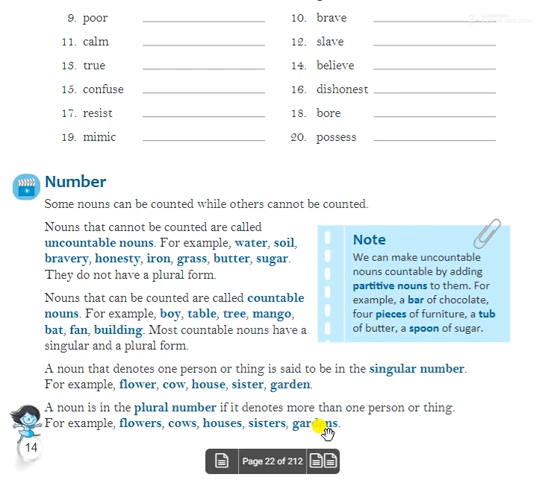 9. poor 10. brave
11. calm 12. slave
13. true 14. believe
15. confuse 16. dishonest
17. resist 18. bore
19. mimic 20. possess
Number
Some nouns can be counted while others cannot be counted.
Nouns that cannot be counted are called
uncountable nouns. For example, water, soil,
bravery, honesty, iron, grass, butter, sugar.
They do not have a plural form.
Nouns that can be counted are called countable
nouns. For example, boy, table, tree, mango,
bat, fan, building. Most countable nouns have a
singular and a plural form.
Note
We can make uncountable
nouns countable by adding
partitive nouns to them. For
example, a bar of chocolate,
four pieces of furniture, a tub
of butter, a spoon of sugar.
A noun that denotes one person or thing is said to be in the singular number.
For example, flower, cow, house, sister, garden.
A noun is in the plural number if it denotes more than one person or thing.
For example, flowers, cows, houses, sisters, gardens.
14
Page 22 of 212